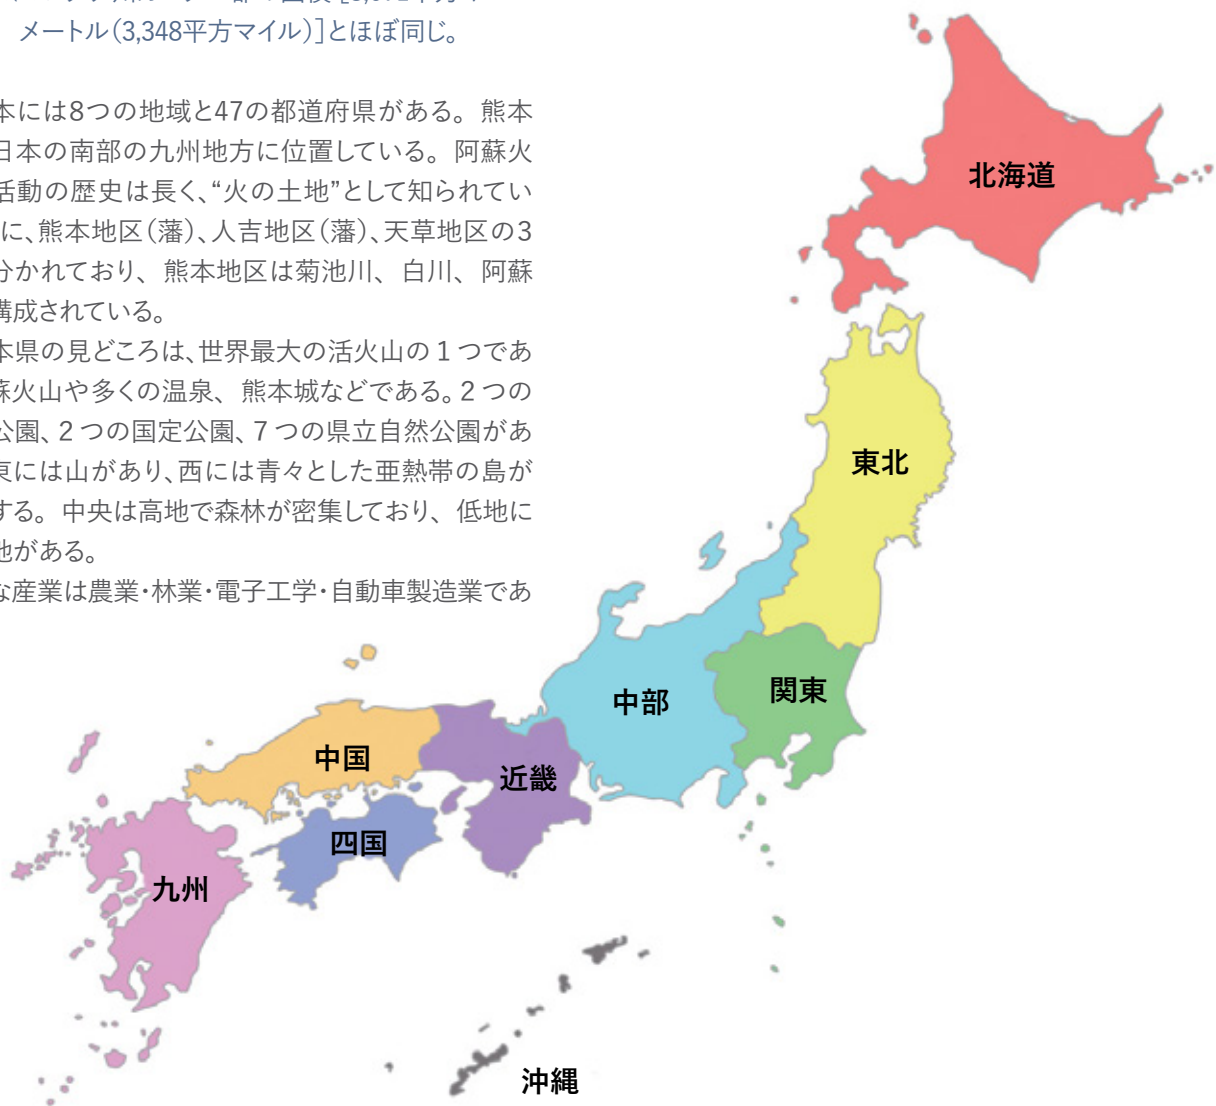 メートル（3,348平方マイル）］とほぼ同じ。
本には8つの地域と47の都道府県がある。熊本
日本の南部の九州地方に位置している。阿蘇火
活動の歴史は長く、“火の土地”として知られてい
に、熊本地区（藩）、人吉地区（藩）、天草地区の3
分かれており、熊本地区は菊池川、白川、阿蘇
構成されている。
本県の見どころは、世界最大の活火山の1つであ
蘇火山や多くの温泉、熊本城などである。2つの
公園、2つの国定公園、7つの県立自然公園があ
東には山があり、西には青々とした亜熱帯の島が
する。中央は高地で森林が密集しており、低地に
地がある。
な産業は農業・林業・電子工学・自動車製造業であ
北海道
東北
関東
中部
中国
近畿
四国
九州
沖縄